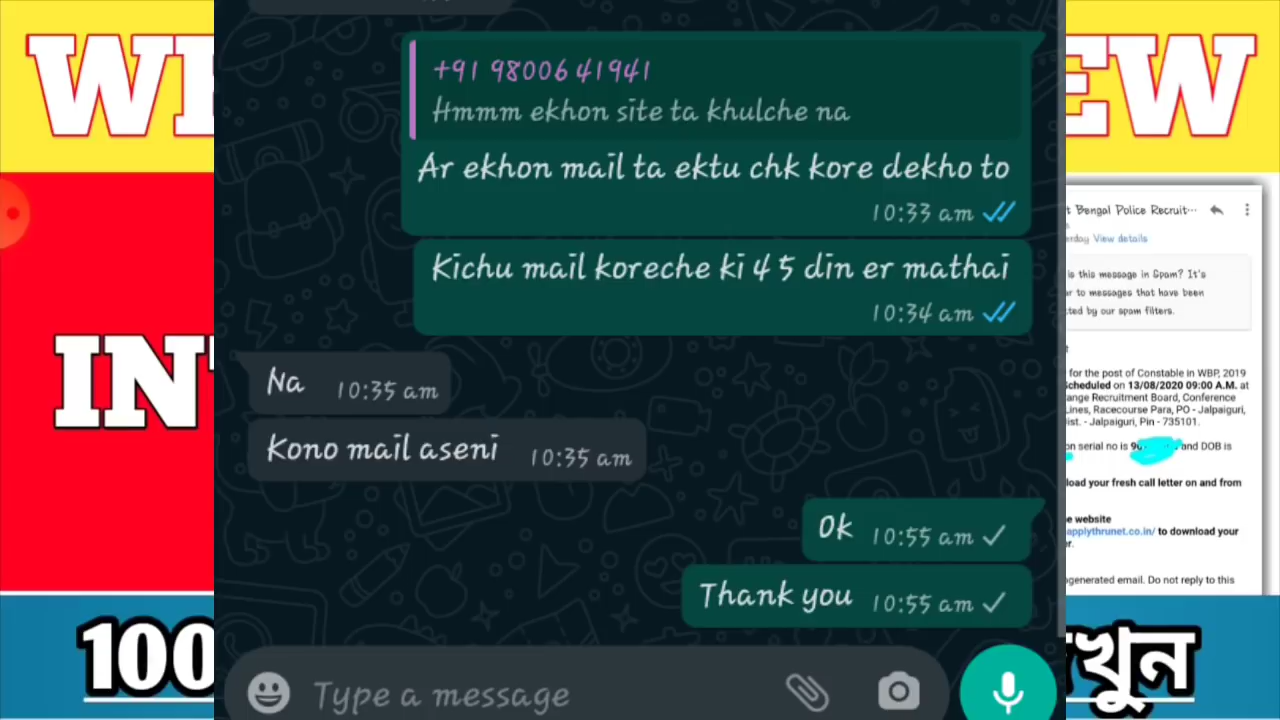 +91 9800641941
Hmmm ekhon site ta khulche na
Ar ekhon mail ta ektu chk kore dekho to
10:33 am
Kichu mail koreche ki 4 5 din er mathai
10:34 am
Na 10:35 am
Kono mail aseni 10:35 am
Ok 10:55 am
Thank you 10:55 am
Type a message
EW
IN
100
খুন
t Bengal Police Recruit...
erday View details
is this message in Spam? It's
r to messages that have been
ted by our spam filters.
for the post of Constable in WBP, 2019
cheduled on 13/08/2020 09:00 A.M. at
ange Recruitment Board, Conference
Lines, Racecourse Para, PO - Jalpaiguri,
ist. - Jalpaiguri, Pin - 735101.
on serial no is 90 and DOB is
load your fresh call letter on and from
e website
applythrunet.co.in/ to download your
r.
generated email. Do not reply to this